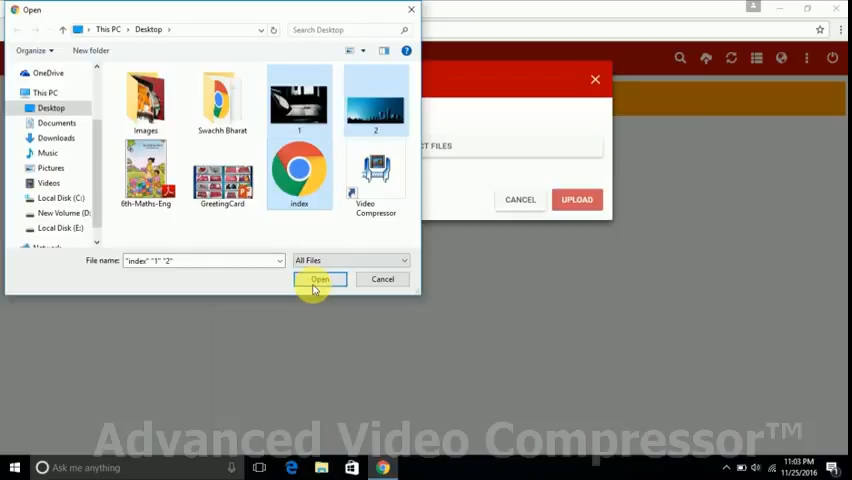 Open
This PC > Desktop >
Search Desktop
Organize
New folder
OneDrive
This PC
Desktop
Documents
Downloads
Music
Pictures
Videos
Local Disk (C:)
New Volume (D:
Local Disk (E:)
Images
Swachh Bharat
1
2
6th-Maths-Eng
GreetingCard
index
Video
Compressor
File name:
"index" "1" "2"
All Files
Open
Cancel
CT FILES
CANCEL
UPLOAD
Advanced Video Compressor™
Ask me anything
11:03 PM
11/25/2016